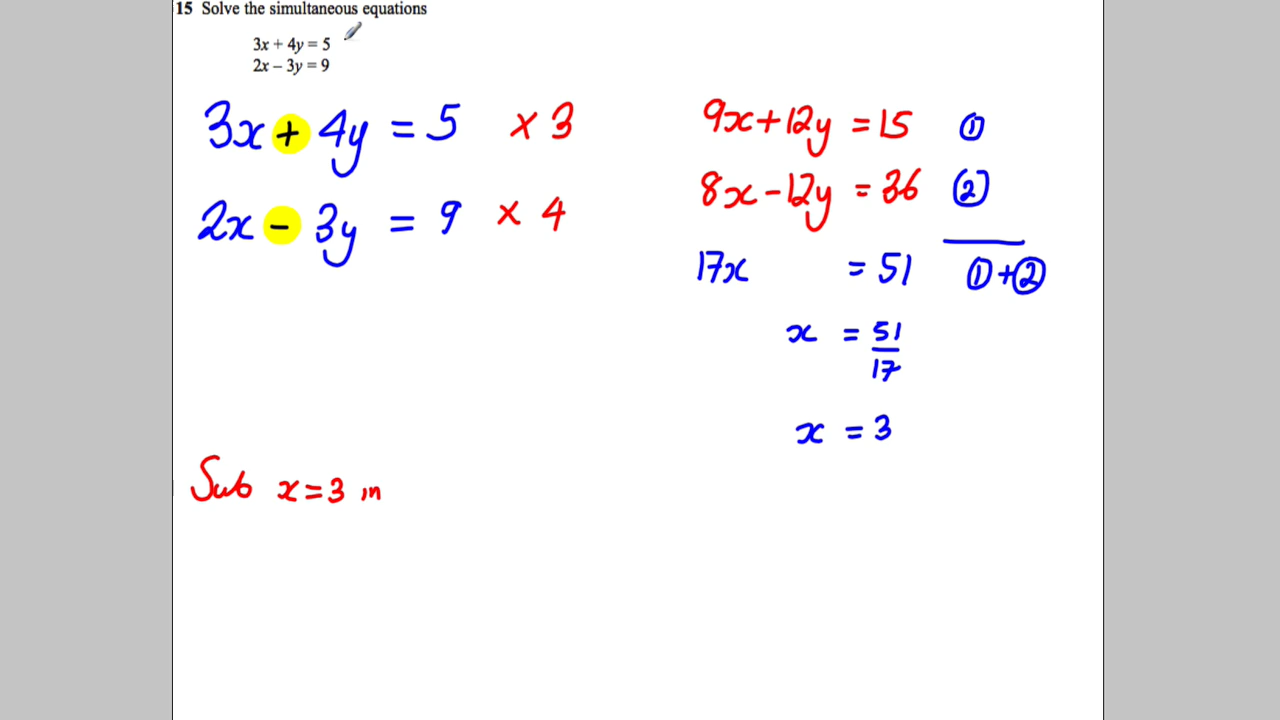 15 Solve the simultaneous equations
3x + 4y = 5
2x – 3y = 9
3x + 4y = 5 × 3
2x – 3y = 9 × 4
9x + 12y = 15 ①
8x – 12y = 36 ②
17x = 51 ① + ②
x = 51/17
x = 3
Sub x = 3 in